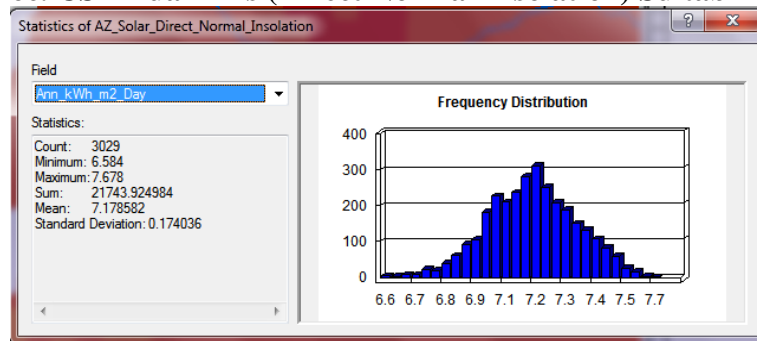 Statistics of AZ_Solar_Direct_Normal_Insolation
?
X
Field
Ann_kWh_m2_Day
Statistics:
Count: 3029
Minimum: 6.584
Maximum: 7.678
Sum: 21743.924984
Mean: 7.178582
Standard Deviation: 0.174036
Frequency Distribution
400
300
200
100
0
6.6 6.7 6.8 6.9 7.1 7.2 7.3 7.4 7.5 7.7